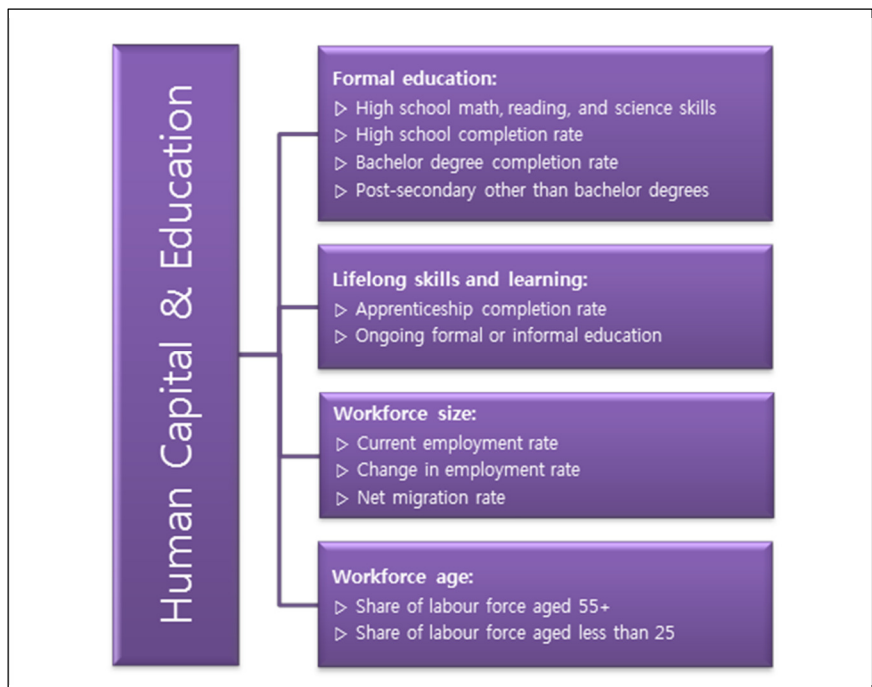 Human Capital & Education
Formal education:
▷ High school math, reading, and science skills
▷ High school completion rate
▷ Bachelor degree completion rate
▷ Post-secondary other than bachelor degrees
Lifelong skills and learning:
▷ Apprenticeship completion rate
▷ Ongoing formal or informal education
Workforce size:
▷ Current employment rate
▷ Change in employment rate
▷ Net migration rate
Workforce age:
▷ Share of labour force aged 55+
▷ Share of labour force aged less than 25